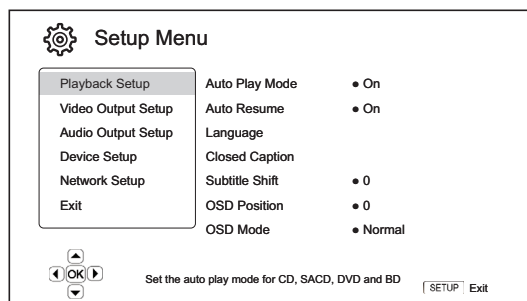 Setup Menu
Playback Setup
Video Output Setup
Audio Output Setup
Device Setup
Network Setup
Exit
Auto Play Mode ● On
Auto Resume ● On
Language
Closed Caption
Subtitle Shift ● 0
OSD Position ● 0
OSD Mode ● Normal
OK
Set the auto play mode for CD, SACD, DVD and BD
SETUP Exit